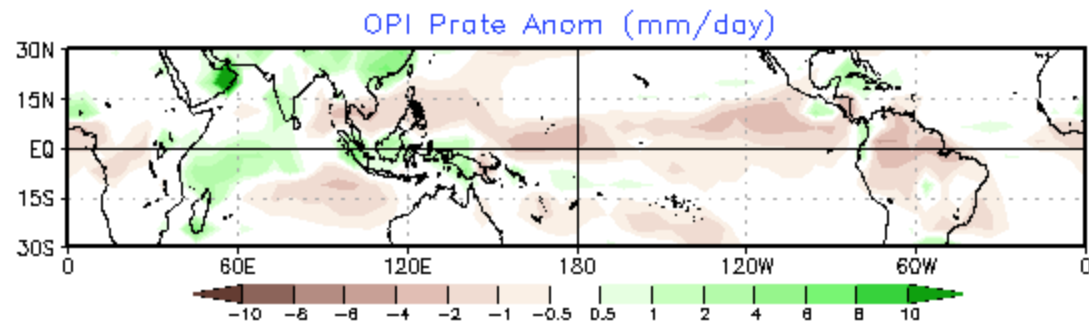 OPI Prate Anom (mm/day)
30N
15N
EQ
15S
30S
0 60E 120E 180 120W 60W 0
-10 -8 -6 -4 -2 -1 -0.5 0.5 1 2 4 6 8 10